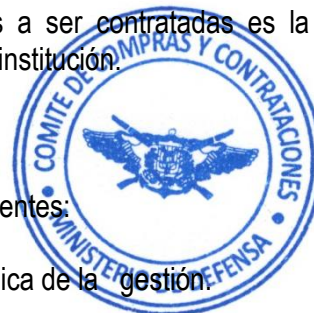 s a ser contratadas es la
institución.
COMITE DE COMPRAS Y CONTRATACIONES
MINISTERIO DE DEFENSA
entes:
ica de la gestión.